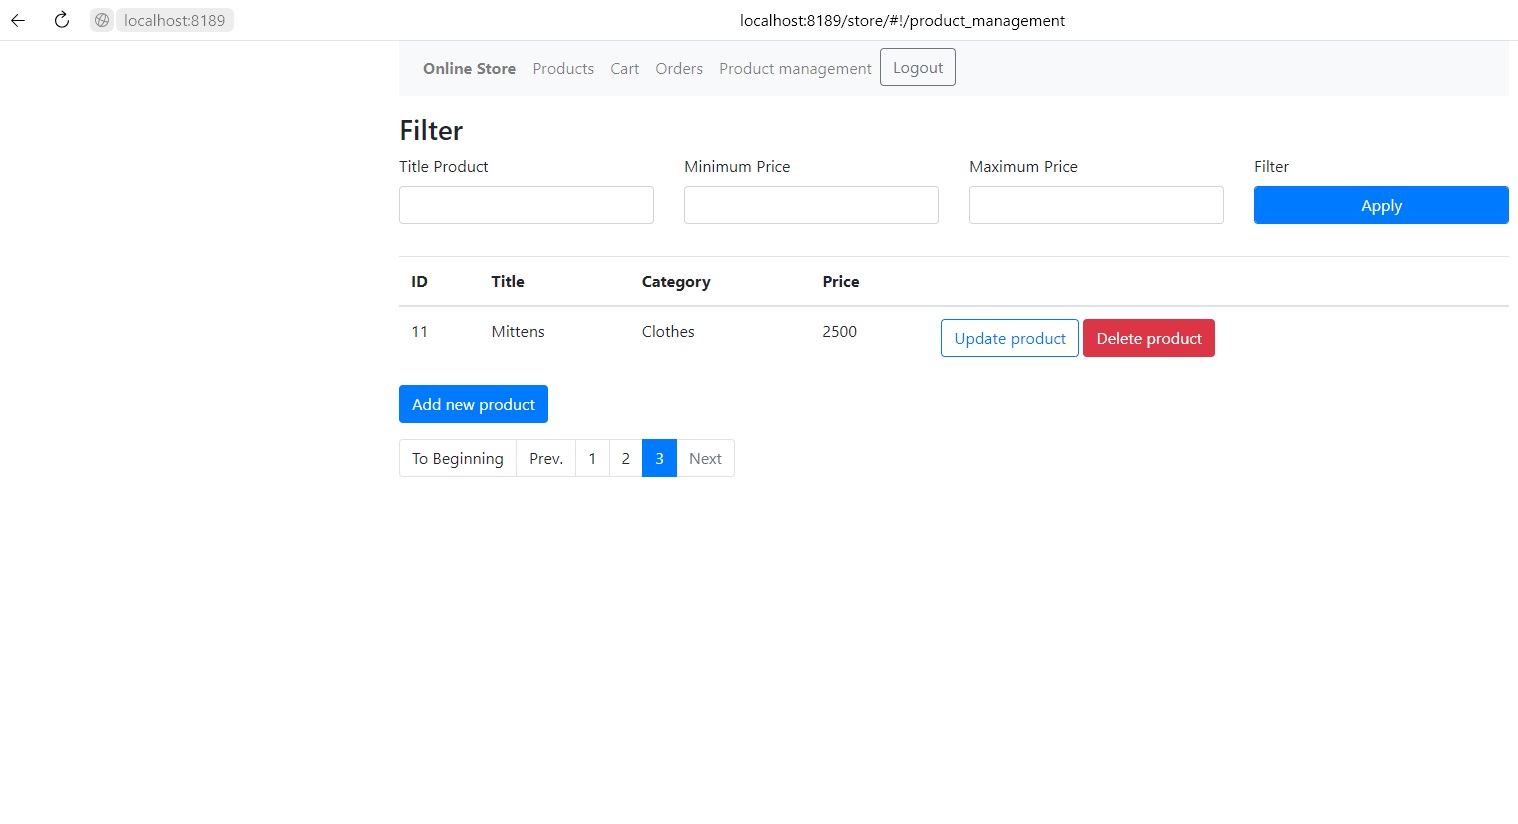 localhost:8189 localhost:8189/store/#!/product_management
Online Store Products Cart Orders Product management Logout
Filter
Title Product Minimum Price Maximum Price Filter
Apply
ID Title Category Price
11 Mittens Clothes 2500 Update product Delete product
Add new product
To Beginning Prev. 1 2 3 Next